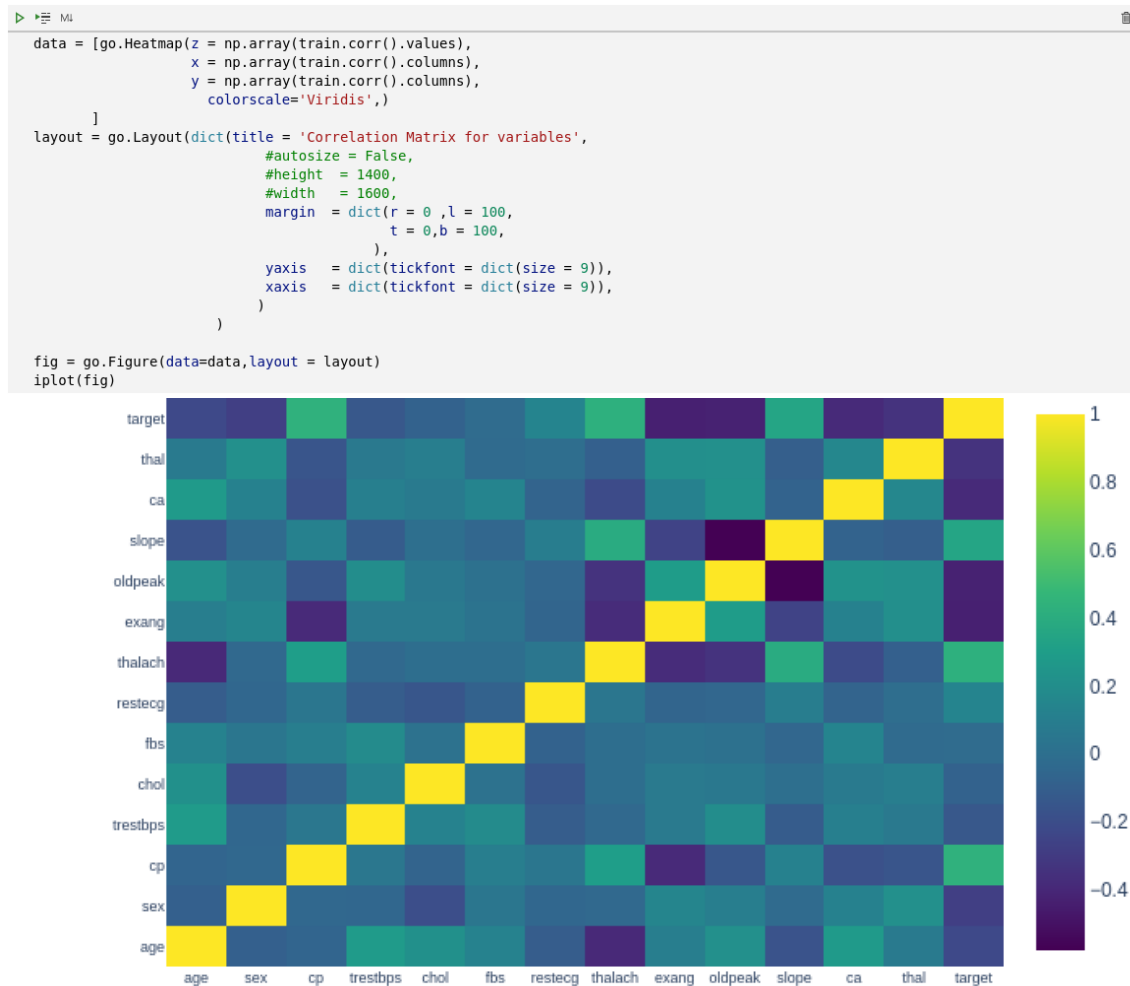 M↓
data = [go.Heatmap(z = np.array(train.corr().values),
x = np.array(train.corr().columns),
y = np.array(train.corr().columns),
colorscale='Viridis',)
]
layout = go.Layout(dict(title = 'Correlation Matrix for variables',
#autosize = False,
#height  = 1400,
#width   = 1600,
margin  = dict(r = 0 ,l = 100,
t = 0,b = 100,
),
yaxis   = dict(tickfont = dict(size = 9)),
xaxis   = dict(tickfont = dict(size = 9)),
)
)
fig = go.Figure(data=data,layout = layout)
iplot(fig)
target
thal
ca
slope
oldpeak
exang
thalach
restecg
fbs
chol
trestbps
cp
sex
age
age sex cp trestbps chol fbs restecg thalach exang oldpeak slope ca thal target
1
0.8
0.6
0.4
0.2
0
−0.2
−0.4